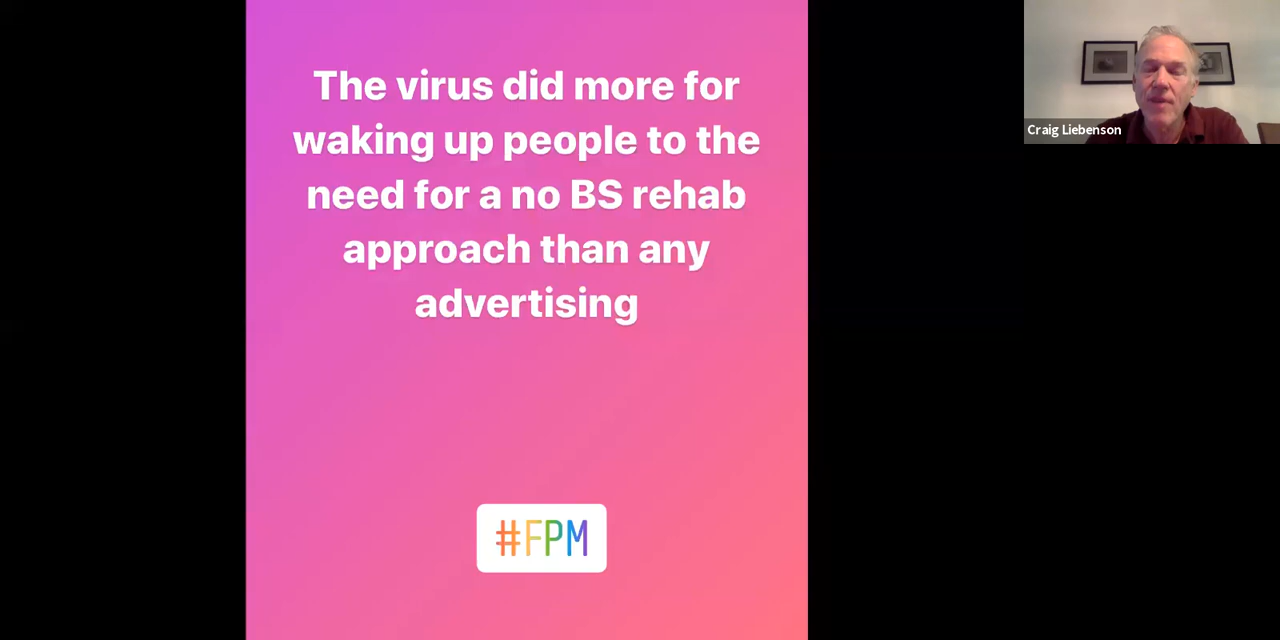 The virus did more for
waking up people to the
need for a no BS rehab
approach than any
advertising
#FPM
Craig Liebenson